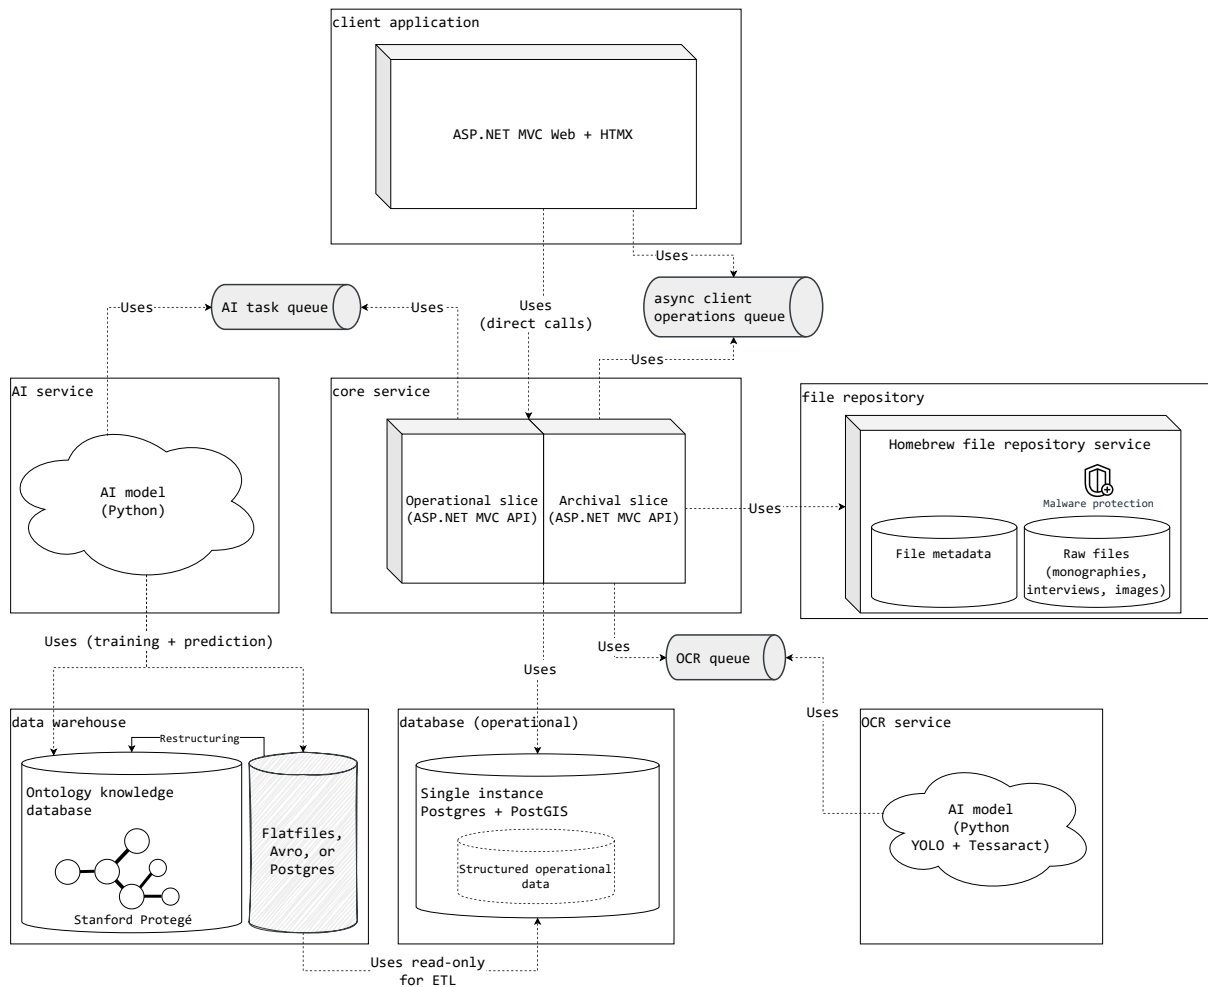 client application
ASP.NET MVC Web + HTMX
Uses
async client
operations queue
Uses
AI task queue
Uses
Uses
(direct calls)
Uses
AI service
AI model
(Python)
core service
Operational slice
(ASP.NET MVC API)
Archival slice
(ASP.NET MVC API)
Uses
file repository
Homebrew file repository service
Malware protection
File metadata
Raw files
(monographies,
interviews, images)
Uses (training + prediction)
Uses
Uses
OCR queue
Uses
data warehouse
Restructuring
Ontology knowledge
database
Stanford Protegé
Flatfiles,
Avro, or
Postgres
database (operational)
Single instance
Postgres + PostGIS
Structured operational
data
OCR service
AI model
(Python
YOLO + Tessaract)
Uses read-only
for ETL